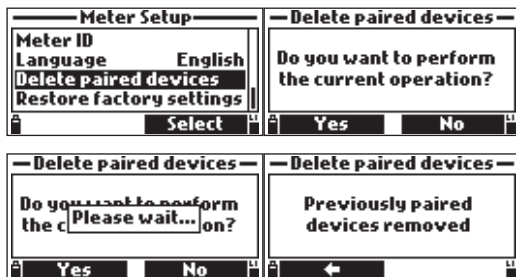 Meter Setup
Meter ID
Language English
Delete paired devices
Restore factory settings
Select
Delete paired devices
Do you want to perform
the current operation?
Yes No
Delete paired devices
Do you want to perform
the c on?
Please wait...
Yes No
Delete paired devices
Previously paired
devices removed